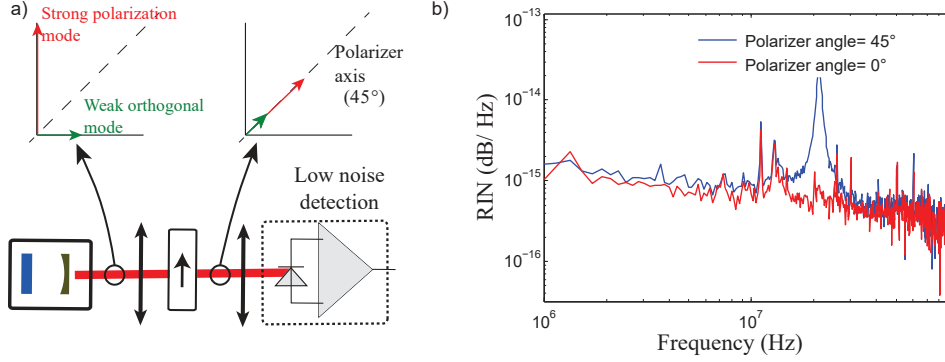 a)
Strong polarization
mode
Weak orthogonal
mode
Polarizer
axis
(45°)
Low noise
detection
b)
RIN (dB/ Hz)
10⁻¹³
10⁻¹⁴
10⁻¹⁵
10⁻¹⁶
Polarizer angle= 45°
Polarizer angle= 0°
10⁶
10⁷
Frequency (Hz)